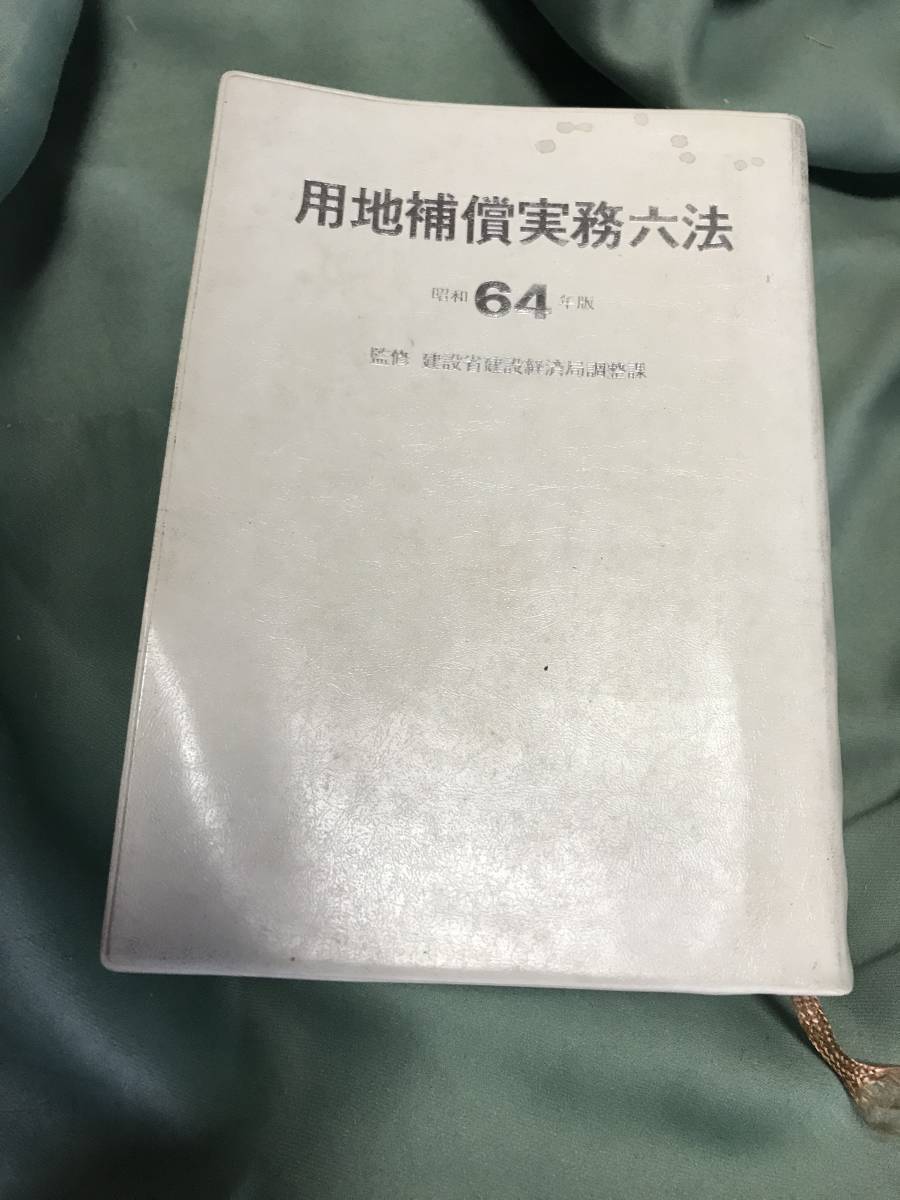 用地補償実務六法
昭和64年版
監修 建設省建設経済局調整課